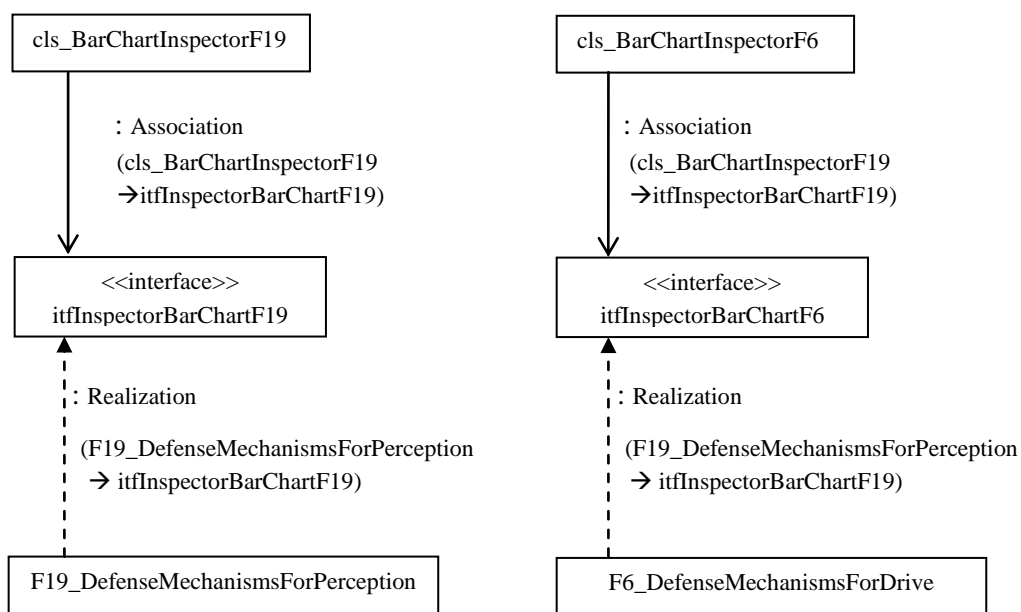 cls_BarChartInspectorF19
: Association
(cls_BarChartInspectorF19
→itfInspectorBarChartF19)
<<interface>>
itfInspectorBarChartF19
: Realization
(F19_DefenseMechanismsForPerception
→ itfInspectorBarChartF19)
F19_DefenseMechanismsForPerception
cls_BarChartInspectorF6
: Association
(cls_BarChartInspectorF19
→itfInspectorBarChartF19)
<<interface>>
itfInspectorBarChartF6
: Realization
(F19_DefenseMechanismsForPerception
→ itfInspectorBarChartF19)
F6_DefenseMechanismsForDrive